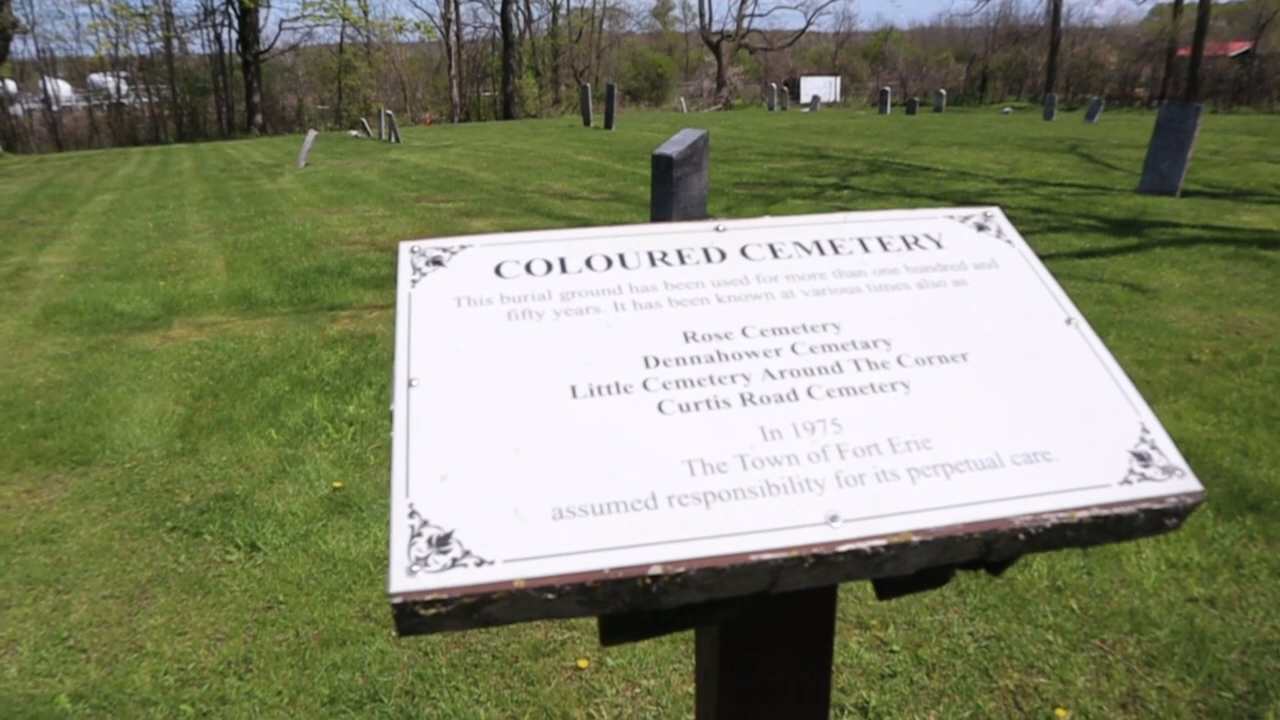 COLOURED CEMETERY
This burial ground has been used for more than one hundred and
fifty years. It has been known at various times also as
Rose Cemetery
Dennahower Cemetary
Little Cemetery Around The Corner
Curtis Road Cemetery
In 1975
The Town of Fort Erie
assumed responsibility for its perpetual care.